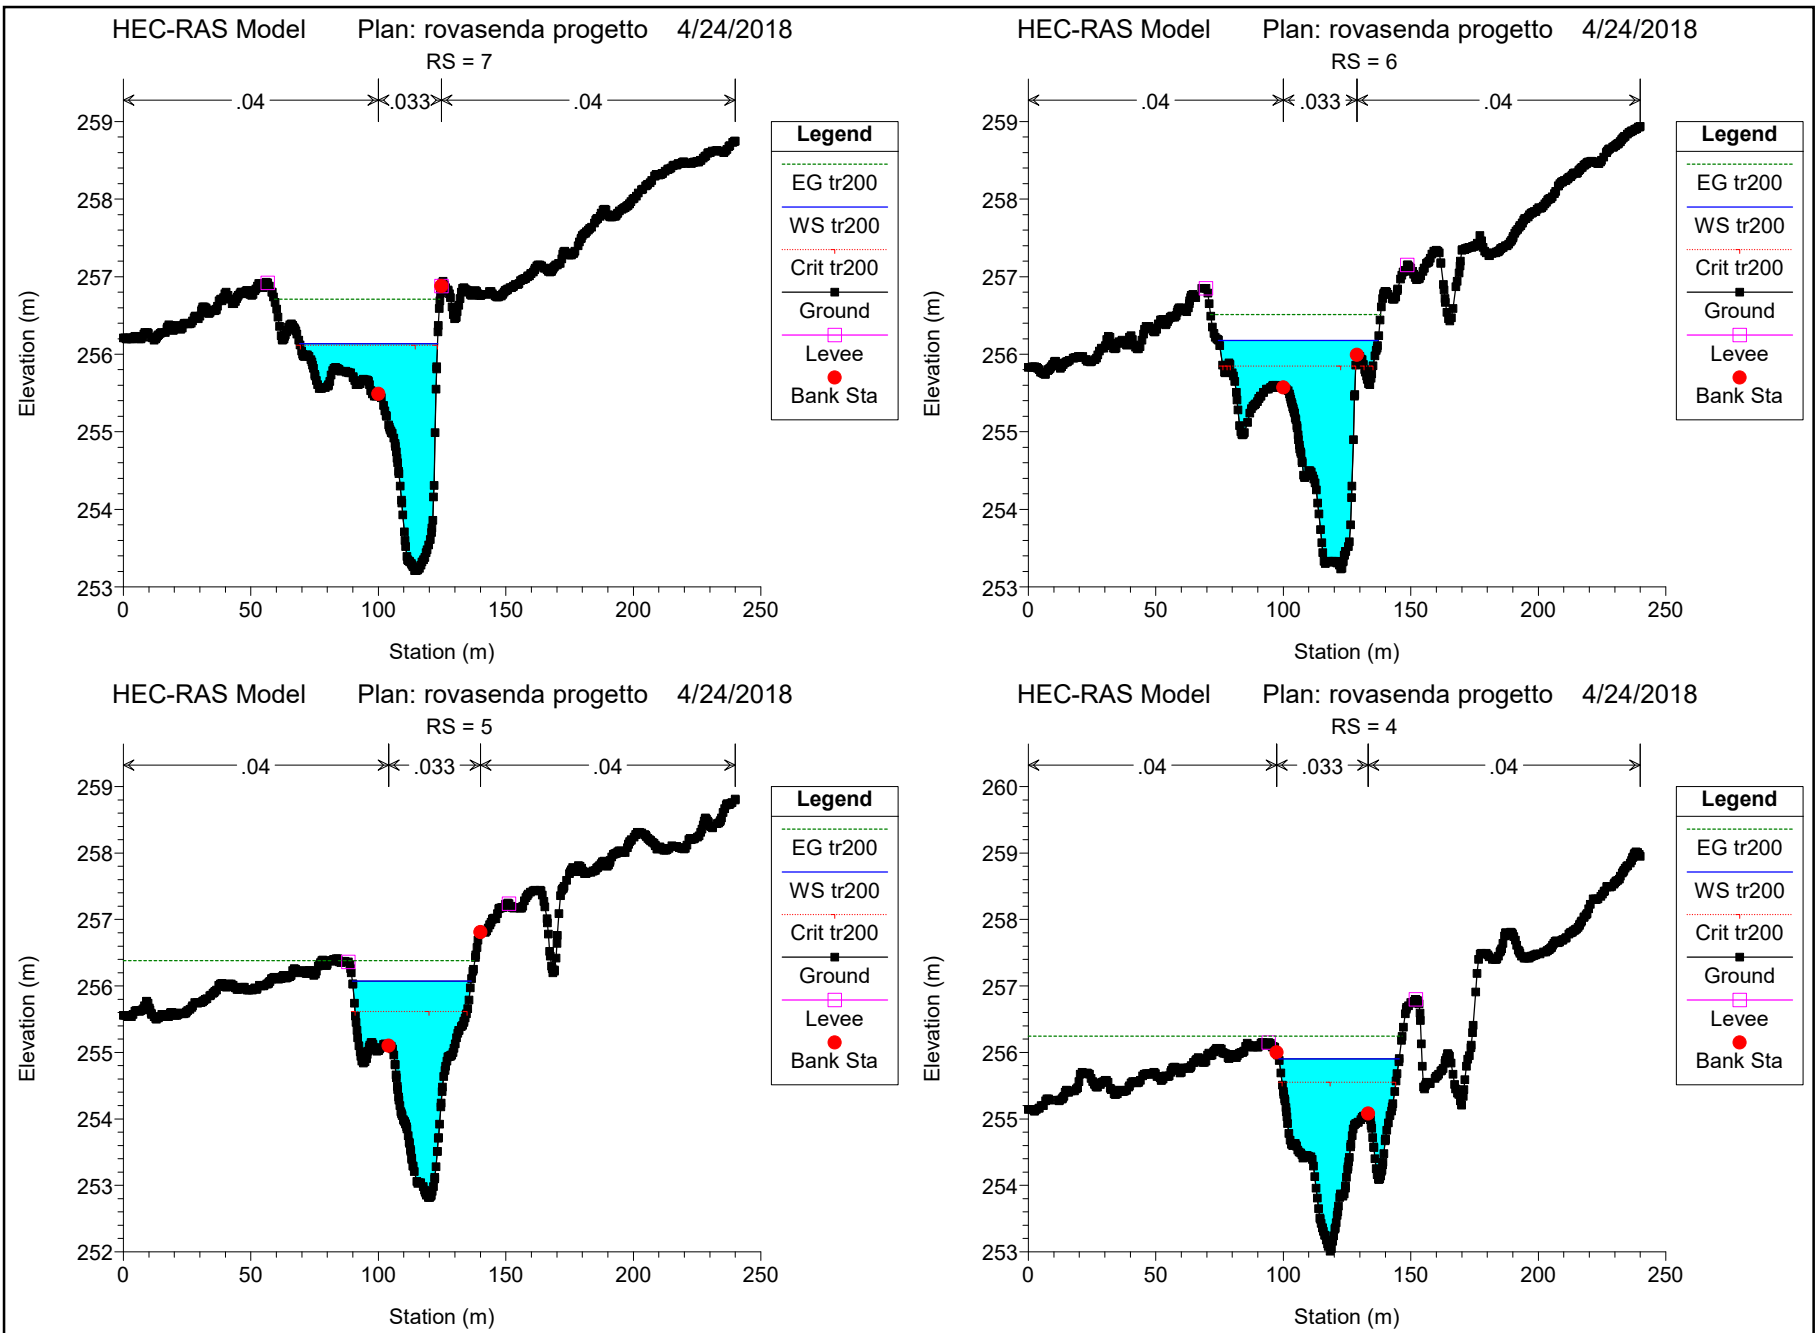 HEC-RAS Model Plan: rovasenda progetto 4/24/2018
RS = 7
.04 .033 .04
259
258
257
256
255
254
253
0 50 100 150 200 250
Station (m)
Elevation (m)
Legend
EG tr200
WS tr200
Crit tr200
Ground
Levee
Bank Sta
HEC-RAS Model Plan: rovasenda progetto 4/24/2018
RS = 6
.04 .033 .04
259
258
257
256
255
254
253
0 50 100 150 200 250
Station (m)
Elevation (m)
Legend
EG tr200
WS tr200
Crit tr200
Ground
Levee
Bank Sta
HEC-RAS Model Plan: rovasenda progetto 4/24/2018
RS = 5
.04 .033 .04
259
258
257
256
255
254
253
252
0 50 100 150 200 250
Station (m)
Elevation (m)
Legend
EG tr200
WS tr200
Crit tr200
Ground
Levee
Bank Sta
HEC-RAS Model Plan: rovasenda progetto 4/24/2018
RS = 4
.04 .033 .04
260
259
258
257
256
255
254
253
0 50 100 150 200 250
Station (m)
Elevation (m)
Legend
EG tr200
WS tr200
Crit tr200
Ground
Levee
Bank Sta